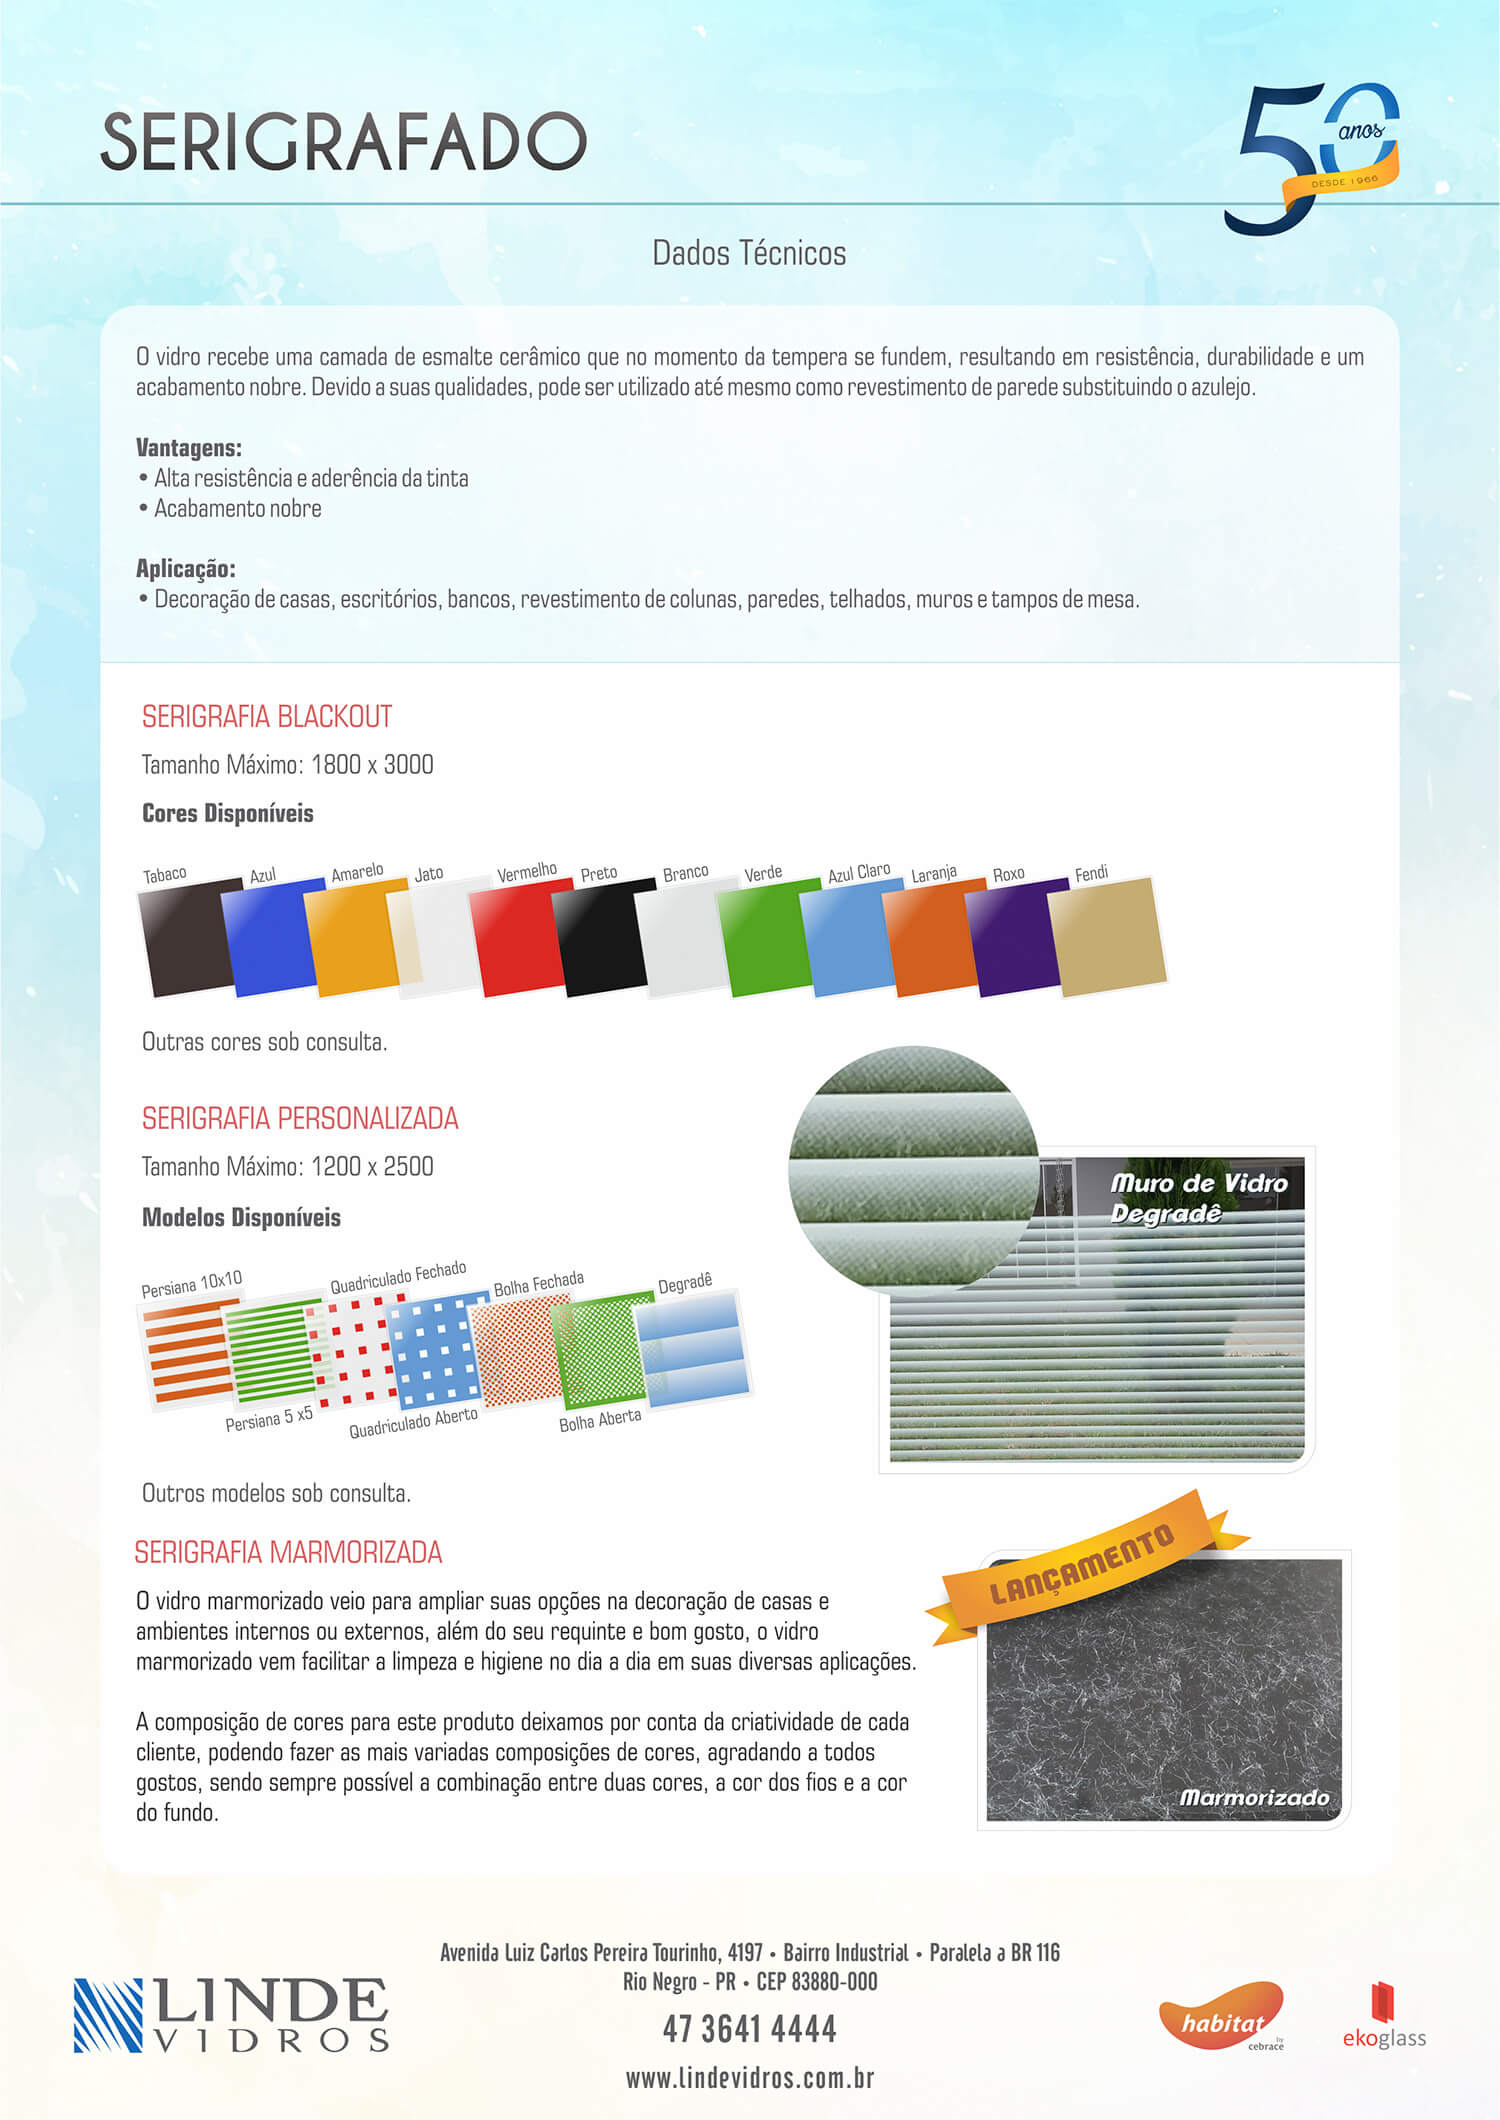 SERIGRAFADO
50 anos
DESDE 1966
Dados Técnicos
O vidro recebe uma camada de esmalte cerâmico que no momento da tempera se fundem, resultando em resistência, durabilidade e um
acabamento nobre. Devido a suas qualidades, pode ser utilizado até mesmo como revestimento de parede substituindo o azulejo.
Vantagens:
• Alta resistência e aderência da tinta
• Acabamento nobre
Aplicação:
• Decoração de casas, escritórios, bancos, revestimento de colunas, paredes, telhados, muros e tampos de mesa.
SERIGRAFIA BLACKOUT
Tamanho Máximo: 1800 x 3000
Cores Disponíveis
Tabaco Azul Amarelo Jato Vermelho Preto Branco Verde Azul Claro Laranja Roxo Fendi
Outras cores sob consulta.
SERIGRAFIA PERSONALIZADA
Tamanho Máximo: 1200 x 2500
Modelos Disponíveis
Persiana 10x10 Quadriculado Fechado Bolha Fechada Degradê
Persiana 5 x5 Quadriculado Aberto Bolha Aberta
Muro de Vidro
Degradê
Outros modelos sob consulta.
SERIGRAFIA MARMORIZADA
O vidro marmorizado veio para ampliar suas opções na decoração de casas e
ambientes internos ou externos, além do seu requinte e bom gosto, o vidro
marmorizado vem facilitar a limpeza e higiene no dia a dia em suas diversas aplicações.
A composição de cores para este produto deixamos por conta da criatividade de cada
cliente, podendo fazer as mais variadas composições de cores, agradando a todos
gostos, sendo sempre possível a combinação entre duas cores, a cor dos fios e a cor
do fundo.
LANÇAMENTO
Marmorizado
Avenida Luiz Carlos Pereira Tourinho, 4197 • Bairro Industrial • Paralela a BR 116
Rio Negro - PR • CEP 83880-000
47 3641 4444
www.lindevidros.com.br
LINDE
VIDROS
habitat
by
cebrace
ekoglass